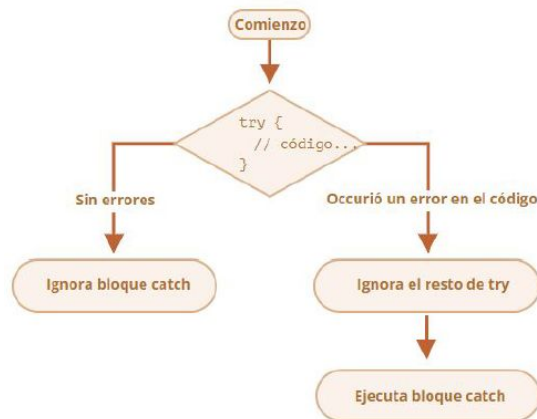 Comienzo
try {
// código...
}
Sin errores
Occurió un error en el código
Ignora bloque catch
Ignora el resto de try
Ejecuta bloque catch